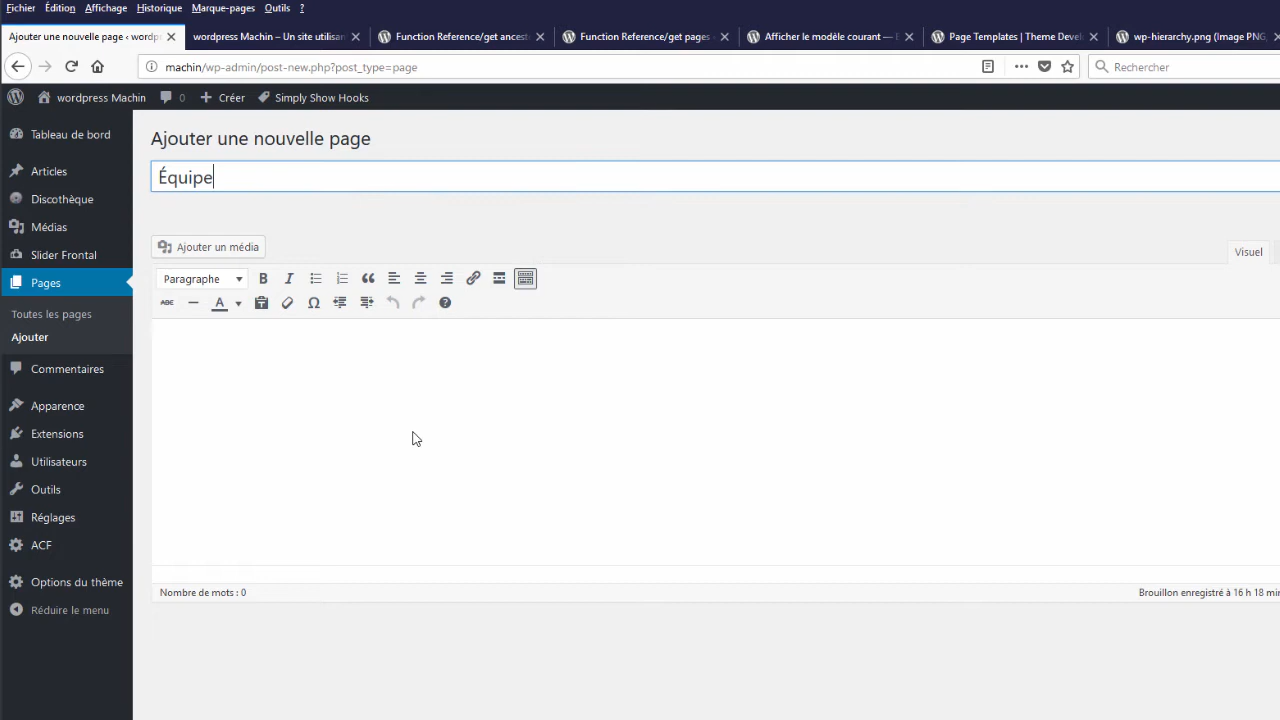 Fichier Édition Affichage Historique Marque-pages Outils ?
Ajouter une nouvelle page ‹ wordp
wordpress Machin – Un site utilisan
Function Reference/get ancest
Function Reference/get pages
Afficher le modèle courant —
Page Templates | Theme Devel
wp-hierarchy.png (Image PNG,
machin/wp-admin/post-new.php?post_type=page
Rechercher
wordpress Machin 0 Créer Simply Show Hooks
Tableau de bord
Articles
Discothèque
Médias
Slider Frontal
Pages
Toutes les pages
Ajouter
Commentaires
Apparence
Extensions
Utilisateurs
Outils
Réglages
ACF
Options du thème
Réduire le menu
Ajouter une nouvelle page
Équipe
Ajouter un média
Visuel
Paragraphe
ABC
Nombre de mots : 0
Brouillon enregistré à 16 h 18 min